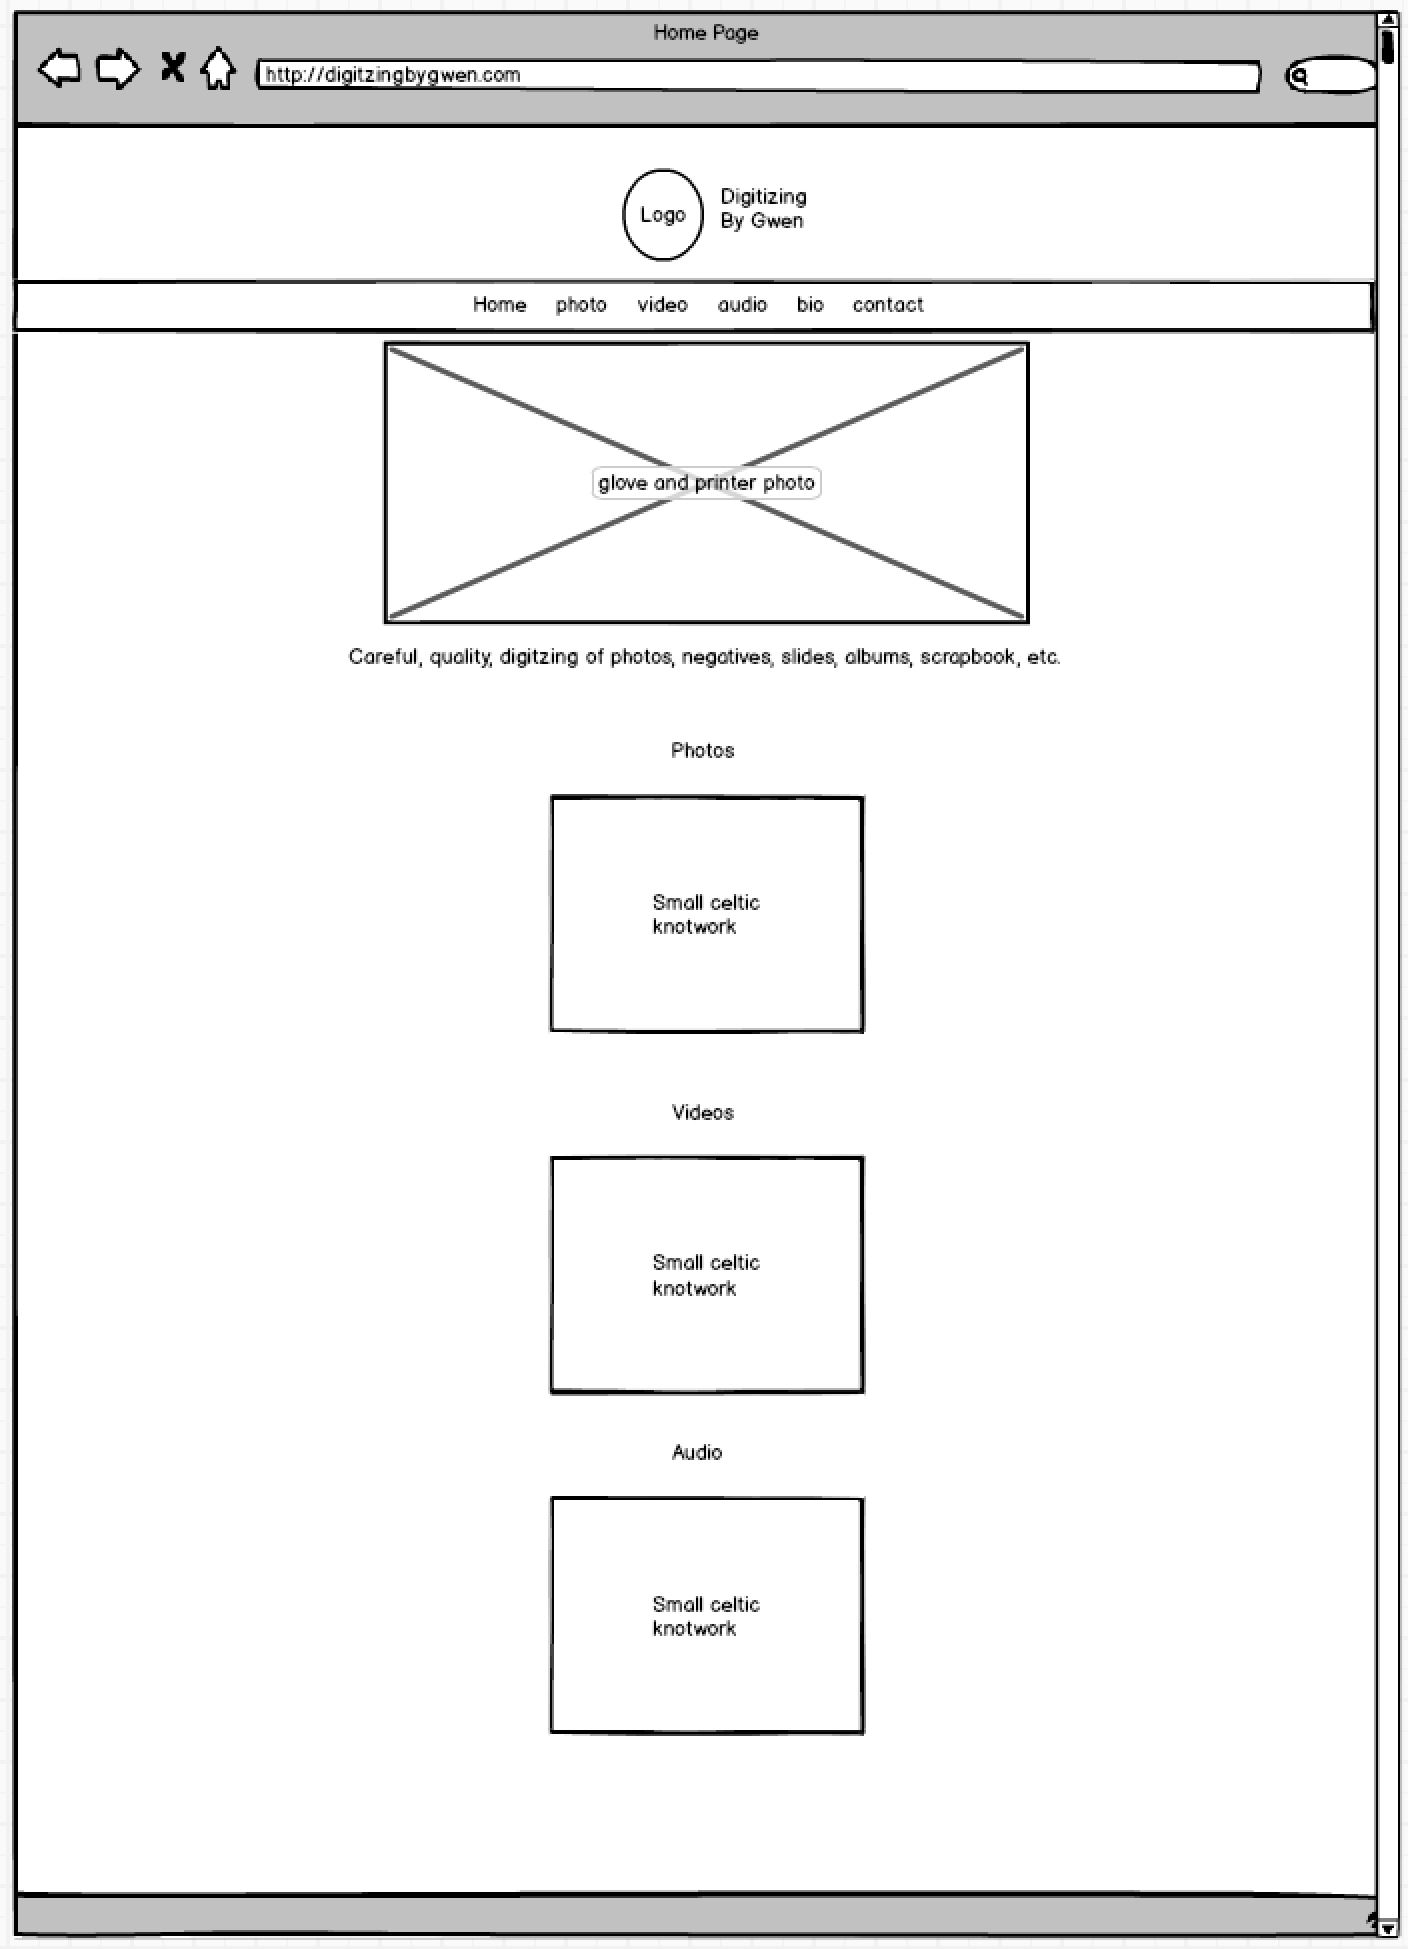 Home Page
http://digitzingbygwen.com
Logo
Digitizing
By Gwen
Home photo video audio bio contact
glove and printer photo
Careful, quality, digitzing of photos, negatives, slides, albums, scrapbook, etc.
Photos
Small celtic
knotwork
Videos
Small celtic
knotwork
Audio
Small celtic
knotwork